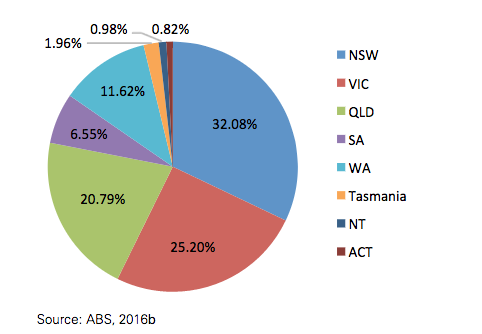 0.98%
0.82%
1.96%
11.62%
32.08%
6.55%
20.79%
25.20%
NSW
VIC
QLD
SA
WA
Tasmania
NT
ACT
Source: ABS, 2016b